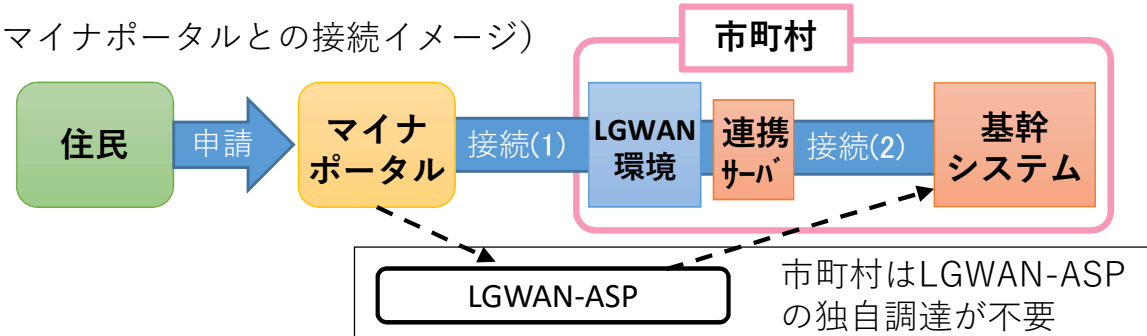 マイナポータルとの接続イメージ）
市町村
住民
申請
マイナ
ポータル
接続(1)
LGWAN
環境
連携
ｻｰﾊﾞ
接続(2)
基幹
システム
LGWAN-ASP
市町村はLGWAN-ASP
の独自調達が不要